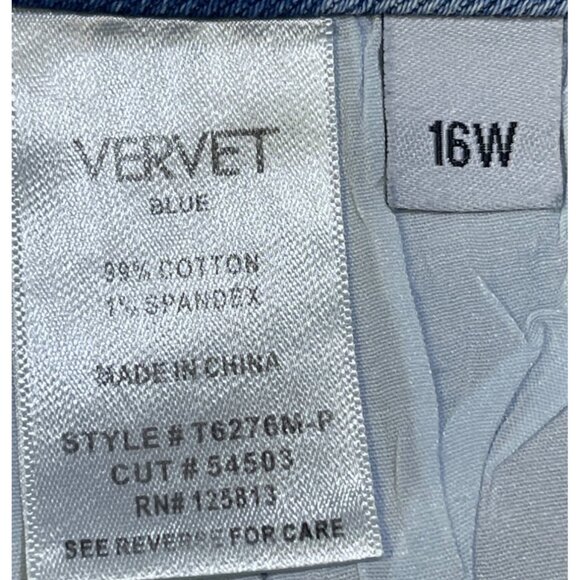 VERVET
BLUE
99% COTTON
1% SPANDEX
MADE IN CHINA
STYLE # T6276M-P
CUT # 54503
RN# 125813
SEE REVERSE FOR CARE
16W